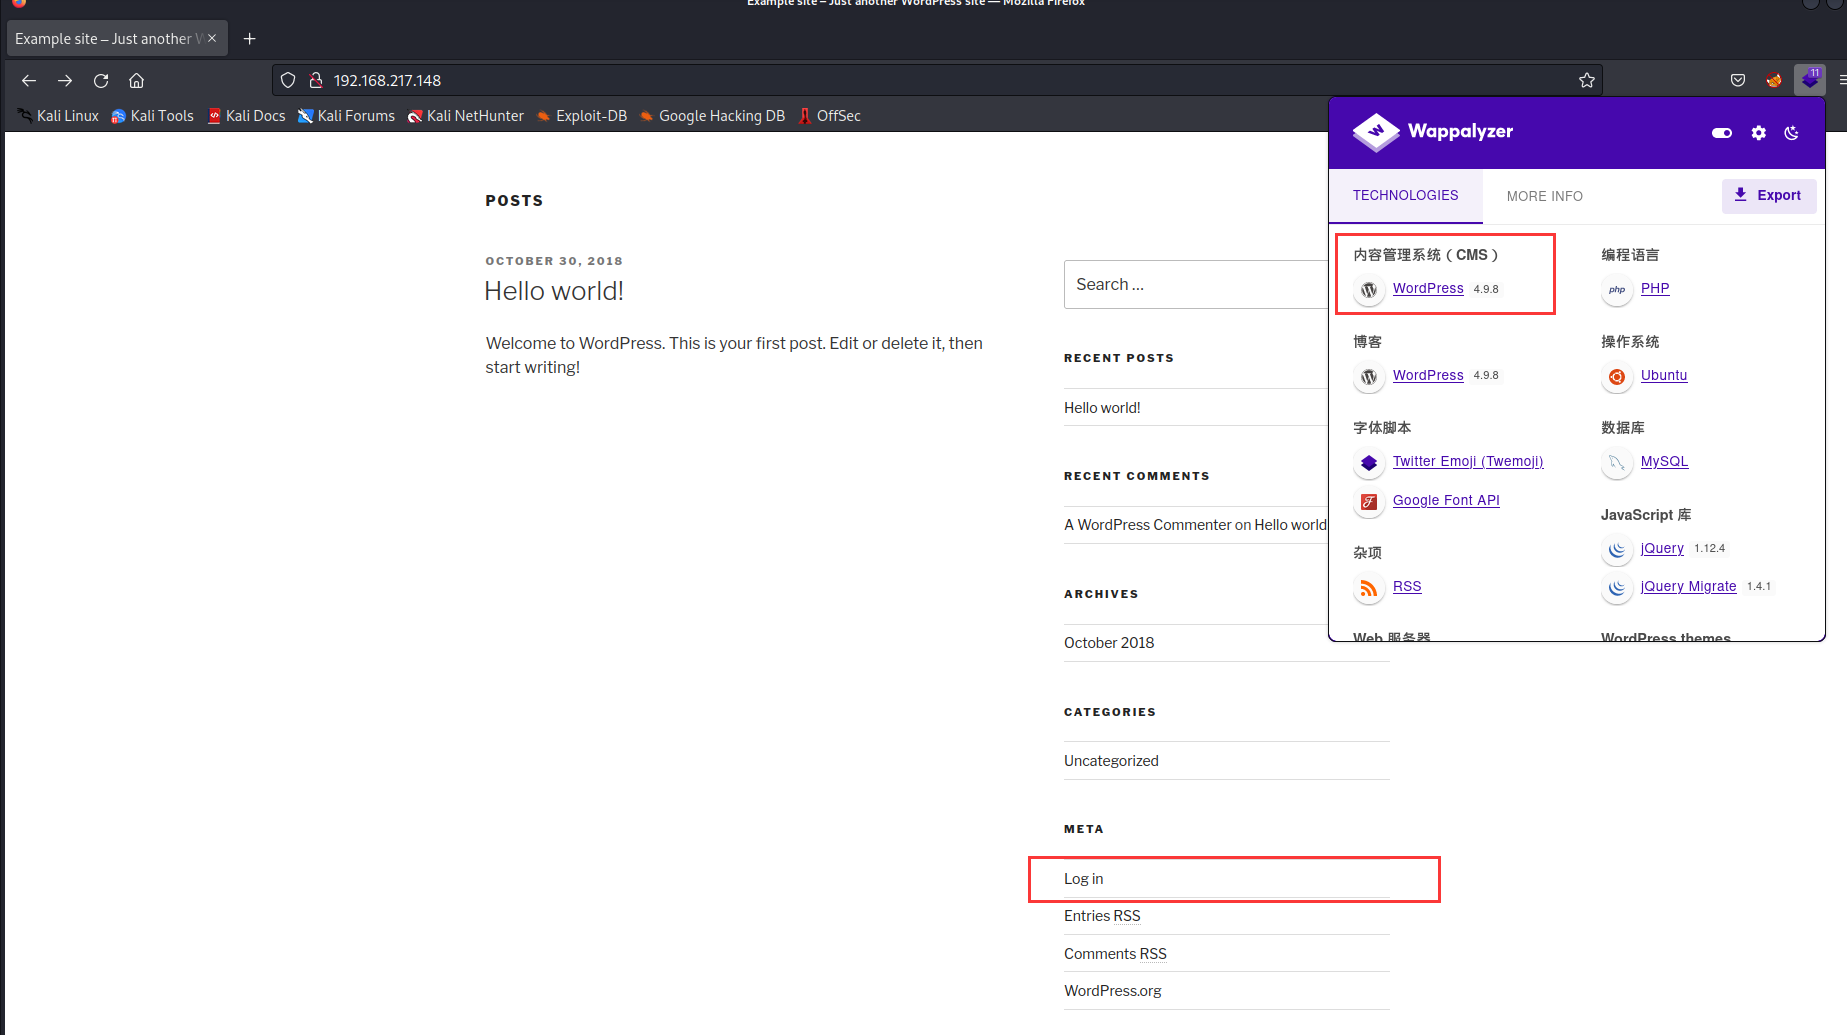 Example site – Just another WordPress site — Mozilla Firefox
Example site – Just another W
192.168.217.148
11
Kali Linux
Kali Tools
Kali Docs
Kali Forums
Kali NetHunter
Exploit-DB
Google Hacking DB
OffSec
POSTS
OCTOBER 30, 2018
Hello world!
Welcome to WordPress. This is your first post. Edit or delete it, then
start writing!
Search …
RECENT POSTS
Hello world!
RECENT COMMENTS
A WordPress Commenter on Hello world
ARCHIVES
October 2018
CATEGORIES
Uncategorized
META
Log in
Entries RSS
Comments RSS
WordPress.org
Wappalyzer
TECHNOLOGIES
MORE INFO
Export
内容管理系统（CMS）
WordPress 4.9.8
博客
WordPress 4.9.8
字体脚本
Twitter Emoji (Twemoji)
Google Font API
杂项
RSS
Web 服务器
编程语言
php
PHP
操作系统
Ubuntu
数据库
MySQL
JavaScript 库
jQuery 1.12.4
jQuery Migrate 1.4.1
WordPress themes